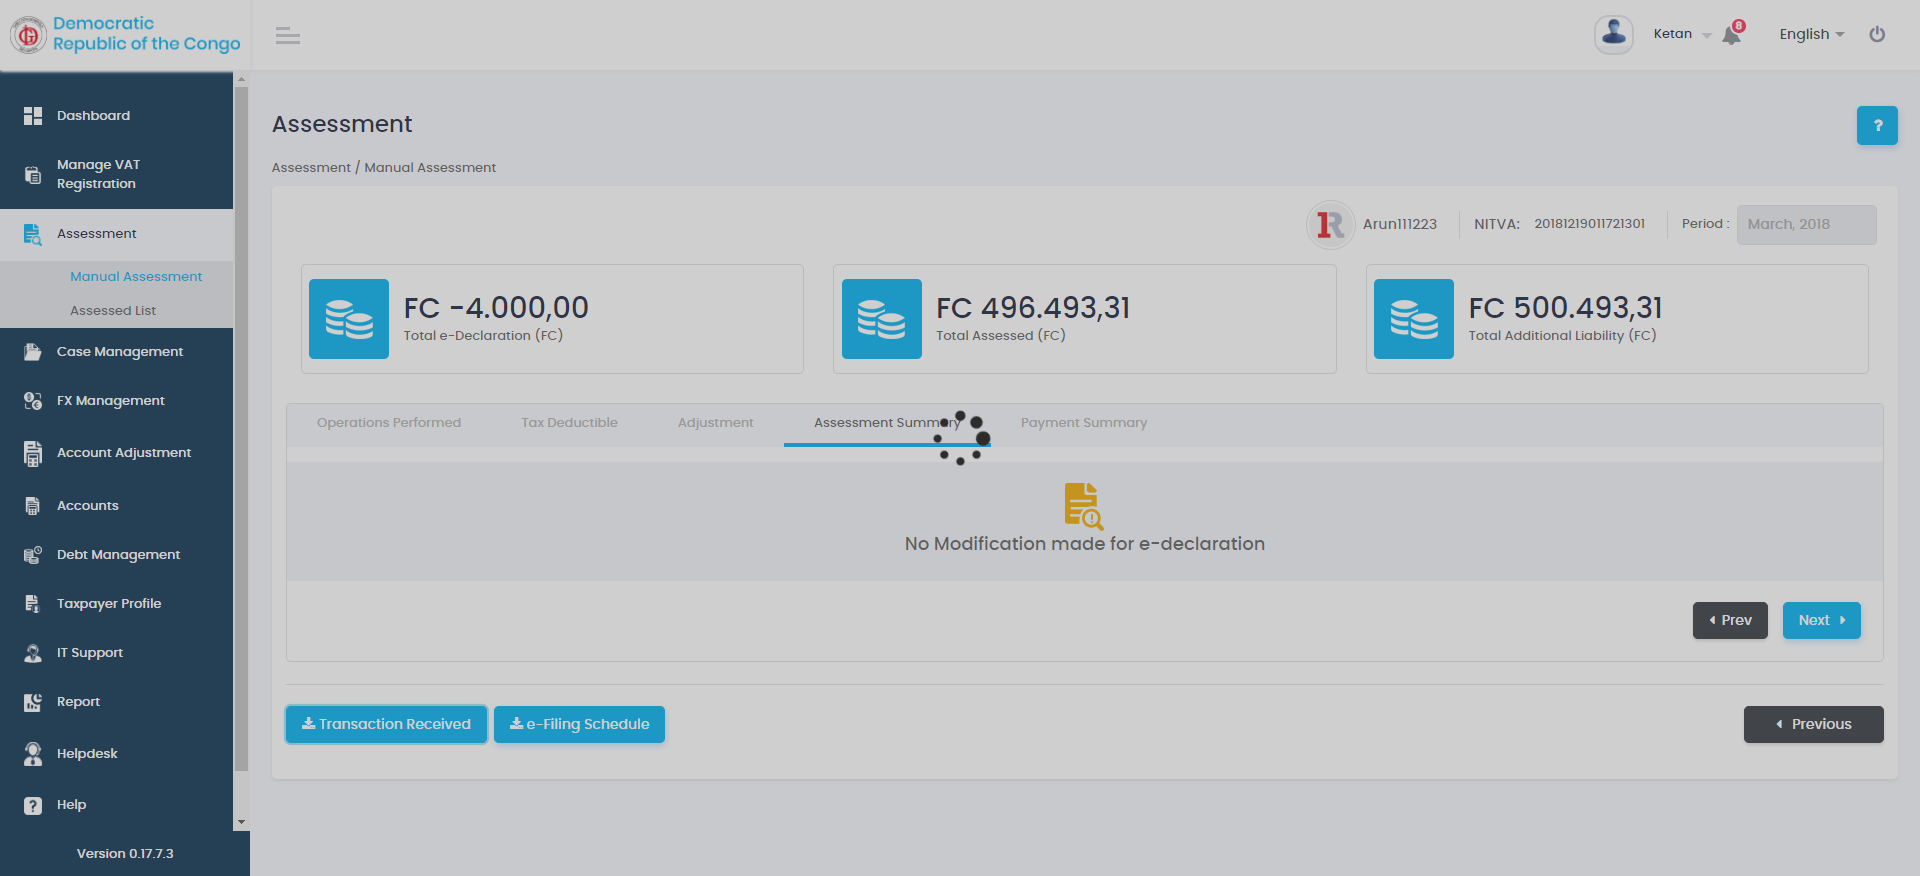 Democratic
Republic of the Congo
Ketan
8
English
Dashboard
Manage VAT
Registration
Assessment
Manual Assessment
Assessed List
Case Management
FX Management
Account Adjustment
Accounts
Debt Management
Taxpayer Profile
IT Support
Report
Helpdesk
Help
Version 0.17.7.3
Assessment
?
Assessment / Manual Assessment
Arun111223
NITVA: 20181219011721301
Period : March, 2018
FC -4.000,00
Total e-Declaration (FC)
FC 496.493,31
Total Assessed (FC)
FC 500.493,31
Total Additional Liability (FC)
Operations Performed
Tax Deductible
Adjustment
Assessment Summary
Payment Summary
No Modification made for e-declaration
Prev
Next
Transaction Received
e-Filing Schedule
Previous